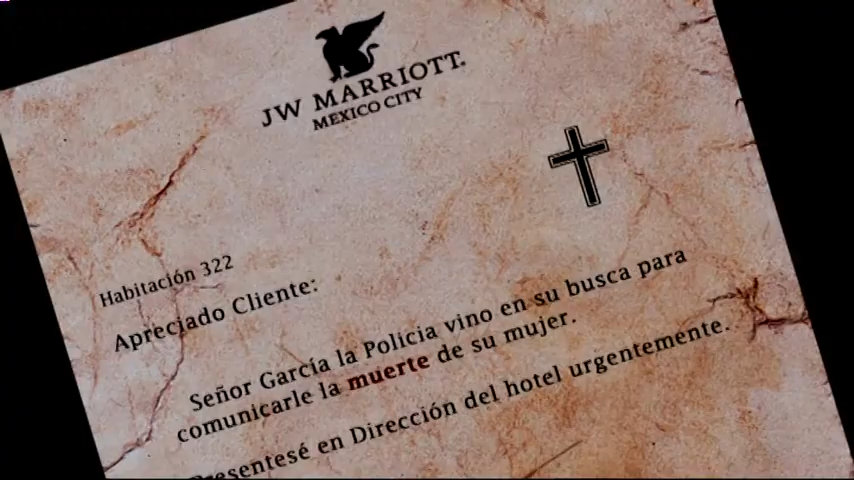 JW MARRIOTT
MEXICO CITY
Habitación 322
Apreciado Cliente:
Señor García la Policia vino en su busca para
comunicarle la muerte de su mujer.
Presentesé en Dirección del hotel urgentemente.